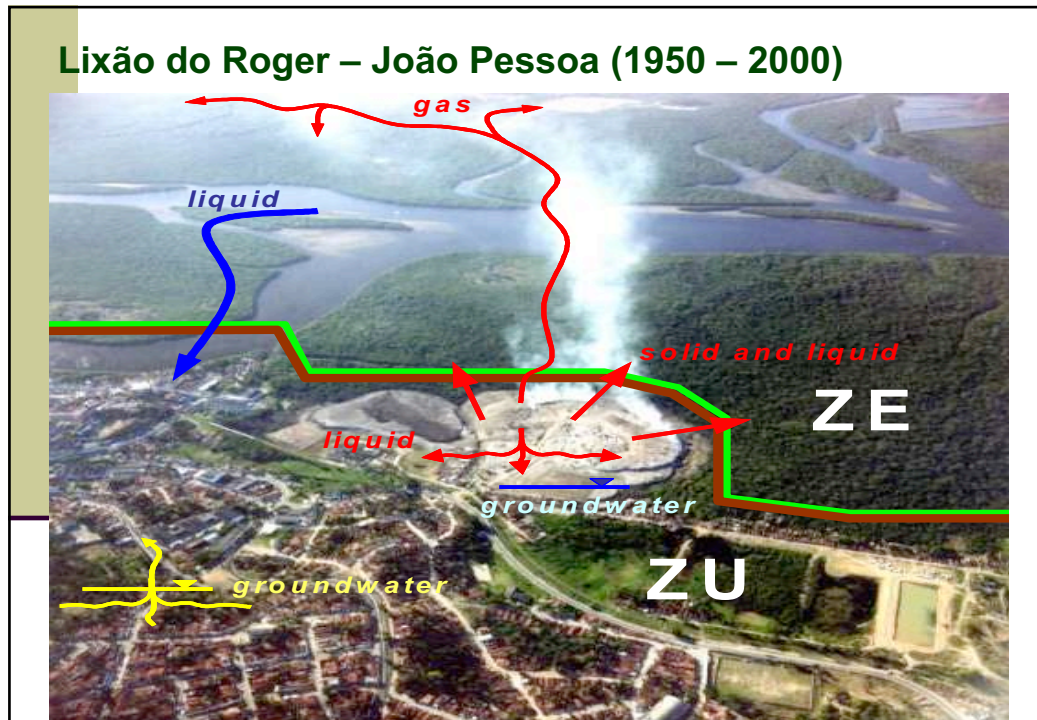 Lixão do Roger – João Pessoa (1950 – 2000)
gas
liquid
solid and liquid
ZE
liquid
groundwater
ZU
groundwater